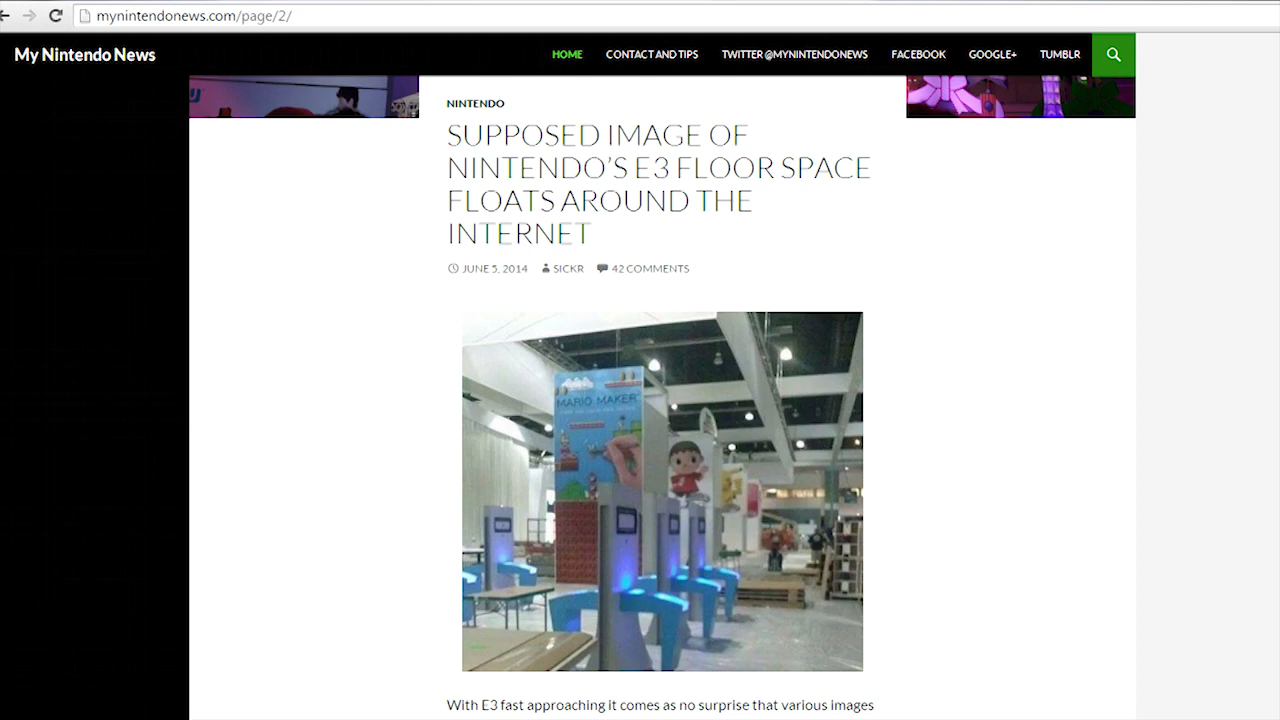 mynintendonews.com/page/2/
My Nintendo News
HOME
CONTACT AND TIPS
TWITTER @MYNINTENDONEWS
FACEBOOK
GOOGLE+
TUMBLR
NINTENDO
SUPPOSED IMAGE OF
NINTENDO'S E3 FLOOR SPACE
FLOATS AROUND THE
INTERNET
JUNE 5, 2014
SICKR
42 COMMENTS
MARIO MAKER
With E3 fast approaching it comes as no surprise that various images